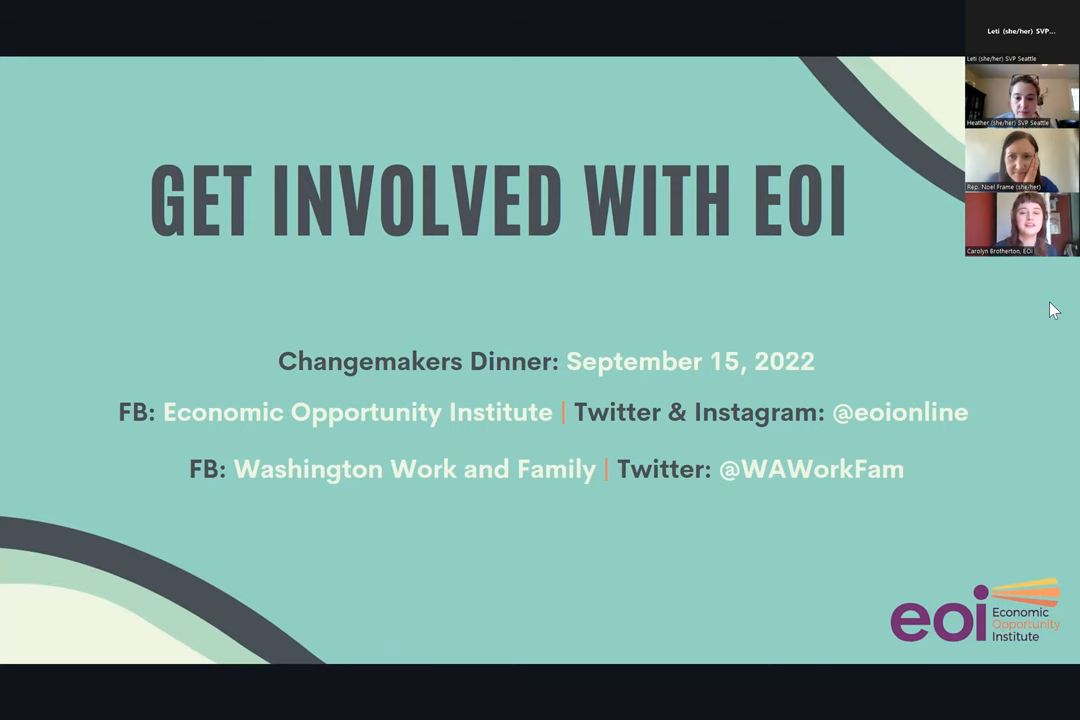 Leti (she/her) SVP...
Leti (she/her) SVP Seattle
Heather (she/her) SVP Seattle
Rep. Noel Frame (she/her)
Carolyn Brotherton, EOI
GET INVOLVED WITH EOI
Changemakers Dinner: September 15, 2022
FB: Economic Opportunity Institute | Twitter & Instagram: @eoionline
FB: Washington Work and Family | Twitter: @WAWorkFam
eoi
Economic
Opportunity
Institute